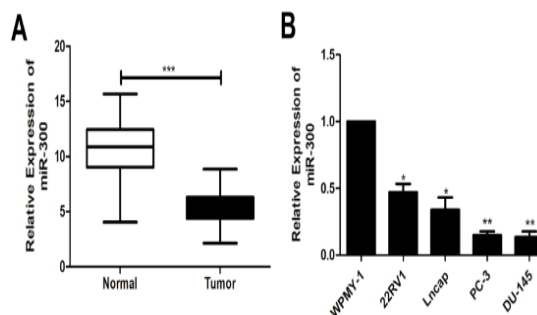 A
Relative Expression of
miR-300
20
15
10
5
0
***
Normal
Tumor
B
Relative Expression of
miR-300
1.5
1.0
0.5
0.0
*
*
**
**
WPMY-1
22RV1
Lncap
PC-3
DU-145